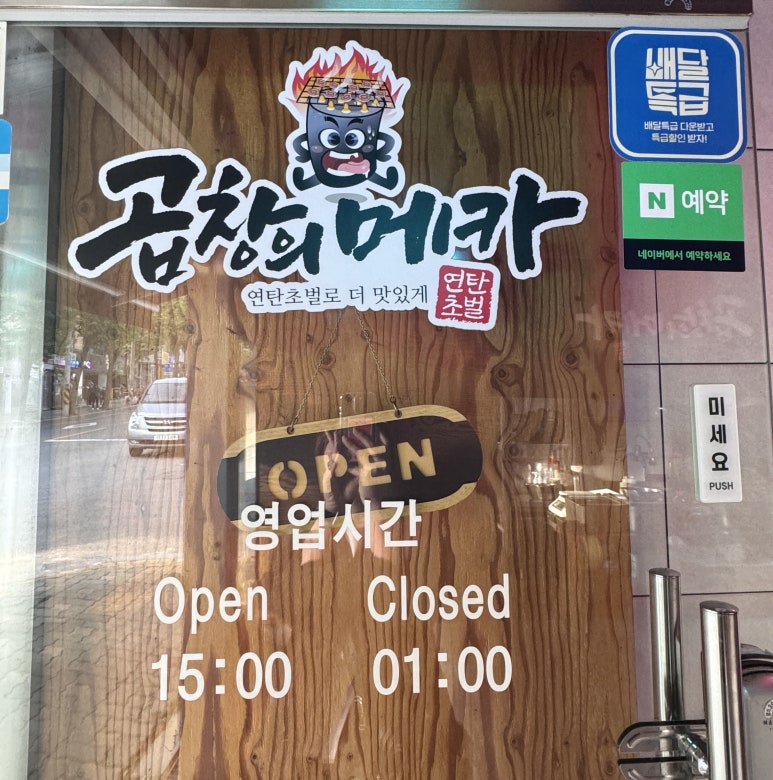 배달
특급
배달특급 다운받고
특급할인 받자!
곱창의 메카
연탄초벌로 더 맛있게
연탄
초벌
N 예약
네이버에서 예약하세요
미세요
PUSH
OPEN
영업시간
Open Closed
15:00 01:00